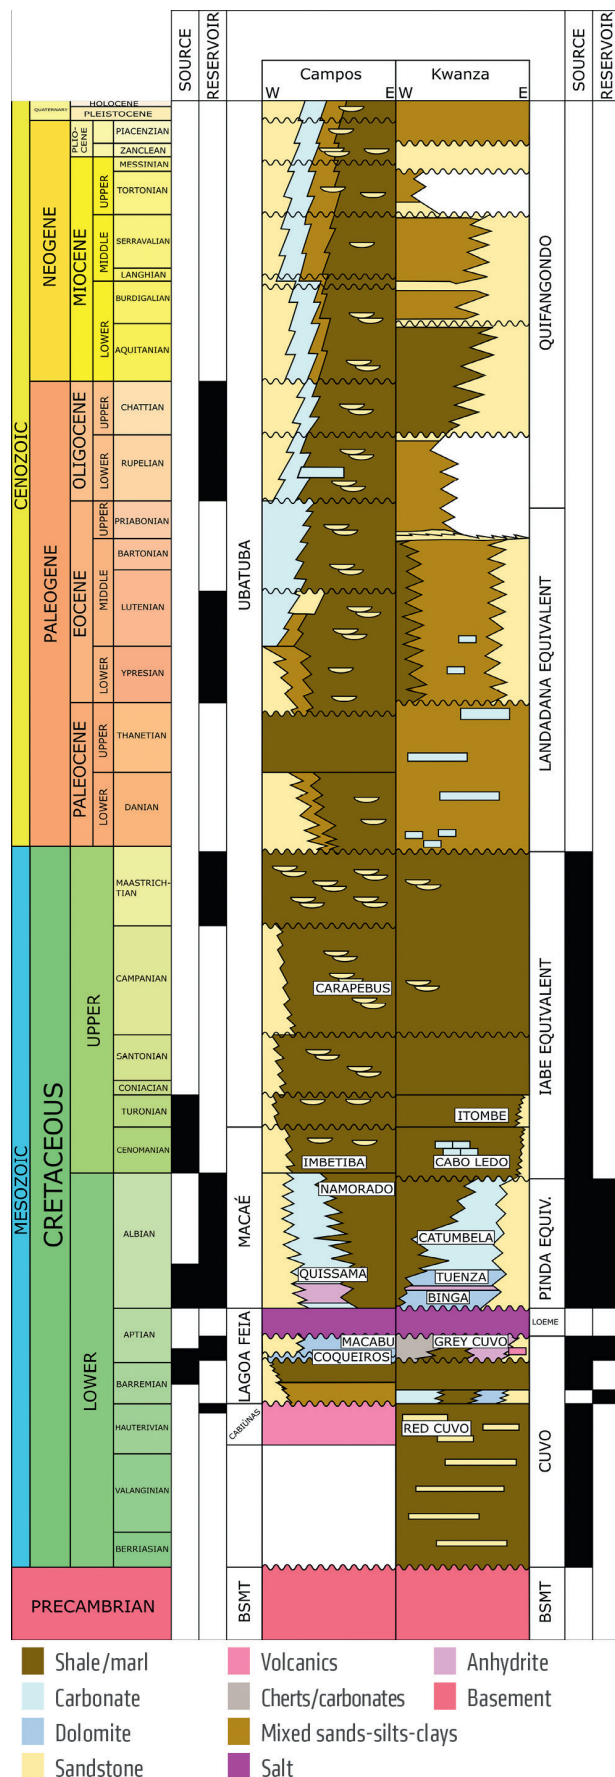 SOURCE
RESERVOIR
Campos
Kwanza
SOURCE
RESERVOIR
W
E
W
E
CENOZOIC
MESOZOIC
QUATERNARY
NEOGENE
PALEOGENE
CRETACEOUS
PRECAMBRIAN
PLIO-
CENE
MIOCENE
OLIGOCENE
EOCENE
PALEOCENE
UPPER
MIDDLE
LOWER
UPPER
LOWER
UPPER
MIDDLE
LOWER
UPPER
LOWER
UPPER
LOWER
HOLOCENE
PLEISTOCENE
PIACENZIAN
ZANCLEAN
MESSINIAN
TORTONIAN
SERRAVALIAN
LANGHIAN
BURDIGALIAN
AQUITANIAN
CHATTIAN
RUPELIAN
PRIABONIAN
BARTONIAN
LUTENIAN
YPRESIAN
THANETIAN
DANIAN
MAASTRICH-
TIAN
CAMPANIAN
SANTONIAN
CONIACIAN
TURONIAN
CENOMANIAN
ALBIAN
APTIAN
BARREMIAN
HAUTERIVIAN
VALANGINIAN
BERRIASIAN
UBATUBA
MACAÉ
LAGOA FEIA
CABIÚNAS
BSMT
CARAPEBUS
IMBETIBA
NAMORADO
QUISSAMA
MACABU
COQUEIROS
ITOMBE
CABO LEDO
CATUMBELA
TUENZA
BINGA
GREY CUVO
RED CUVO
QUIFANGONDO
LANDADANA EQUIVALENT
IABE EQUIVALENT
PINDA EQUIV.
LOEME
CUVO
BSMT
Shale/marl
Carbonate
Dolomite
Sandstone
Volcanics
Cherts/carbonates
Mixed sands-silts-clays
Salt
Anhydrite
Basement